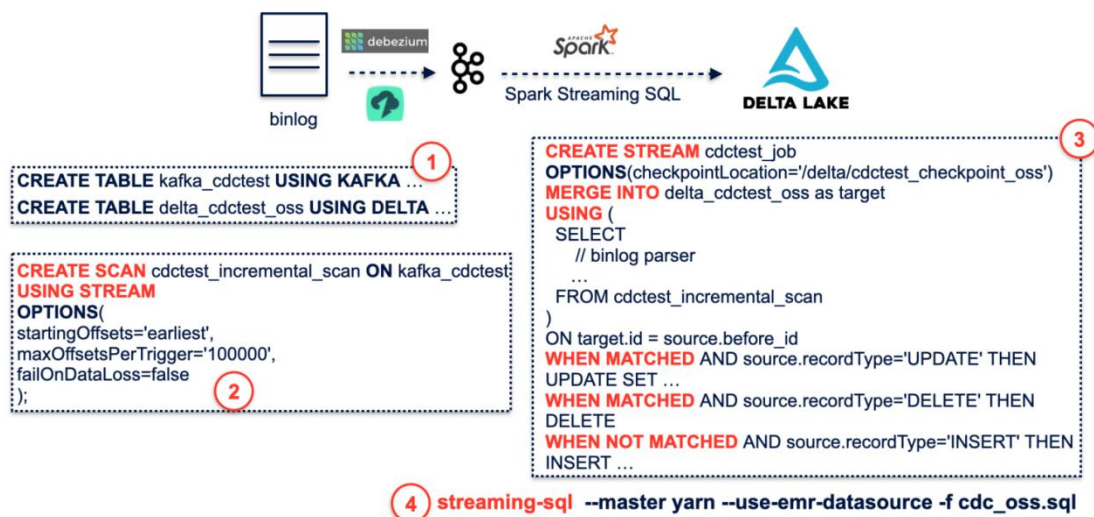 debezium
APACHE
Spark
binlog
Spark Streaming SQL
DELTA LAKE
1
CREATE TABLE kafka_cdctest USING KAFKA ...
CREATE TABLE delta_cdctest_oss USING DELTA ...
CREATE SCAN cdctest_incremental_scan ON kafka_cdctest
USING STREAM
OPTIONS(
startingOffsets='earliest',
maxOffsetsPerTrigger='100000',
failOnDataLoss=false
);
2
3
CREATE STREAM cdctest_job
OPTIONS(checkpointLocation='/delta/cdctest_checkpoint_oss')
MERGE INTO delta_cdctest_oss as target
USING (
SELECT
// binlog parser
...
FROM cdctest_incremental_scan
)
ON target.id = source.before_id
WHEN MATCHED AND source.recordType='UPDATE' THEN
UPDATE SET ...
WHEN MATCHED AND source.recordType='DELETE' THEN
DELETE
WHEN NOT MATCHED AND source.recordType='INSERT' THEN
INSERT ...
4 streaming-sql --master yarn --use-emr-datasource -f cdc_oss.sql